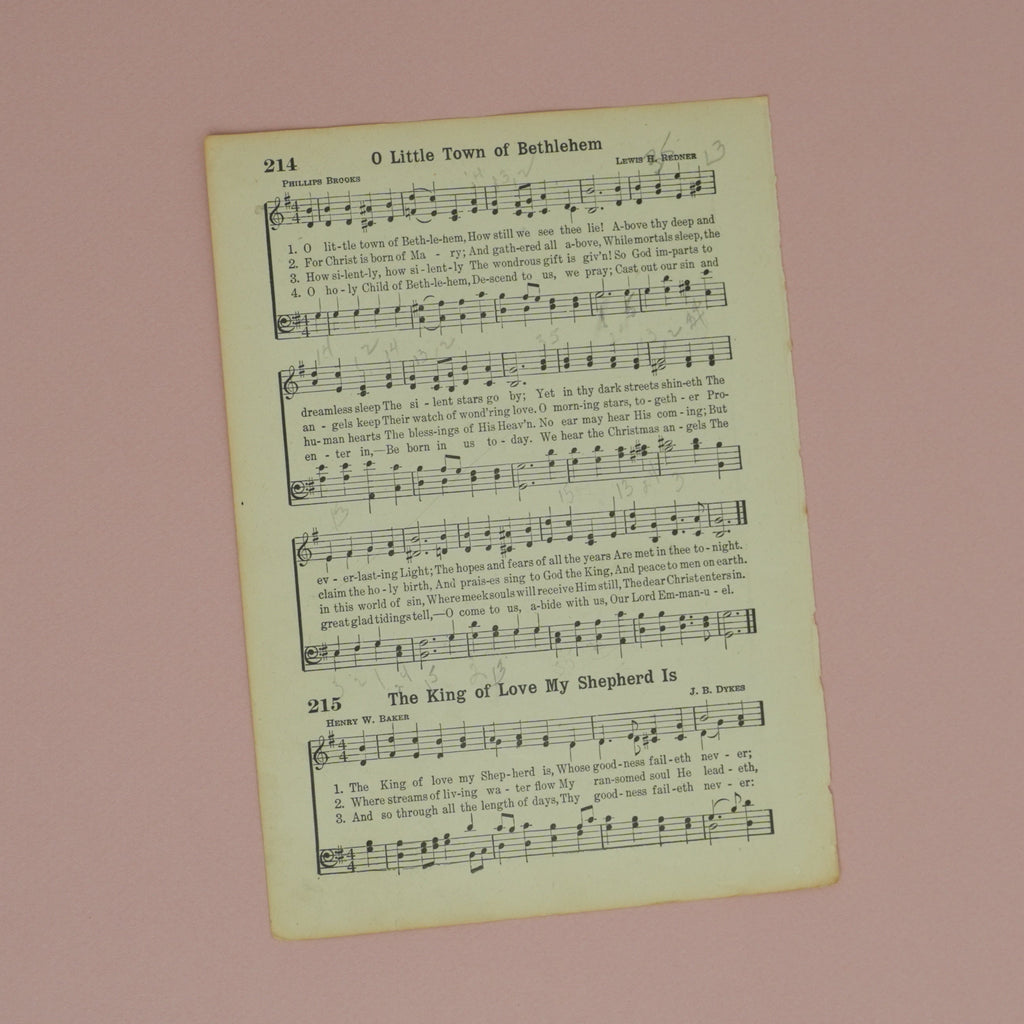 214 O Little Town of Bethlehem
Phillips Brooks Lewis H. Redner
1. O lit-tle town of Beth-le-hem, How still we see thee lie! A-bove thy deep and
2. For Christ is born of Ma - ry; And gath-ered all a-bove, While mortals sleep, the
3. How si-lent-ly, how si-lent-ly The wondrous gift is giv'n! So God im-parts to
4. O ho-ly Child of Beth-le-hem, De-scend to us, we pray; Cast out our sin and
dreamless sleep The si-lent stars go by; Yet in thy dark streets shin-eth The
an - gels keep Their watch of wond'ring love. O morn-ing stars, to-geth-er Pro-
hu-man hearts The bless-ings of His Heav'n. No ear may hear His com-ing; But
en - ter in,—Be born in us to-day. We hear the Christmas an-gels The
ev - er-last-ing Light; The hopes and fears of all the years Are met in thee to-night.
claim the ho-ly birth, And prais-es sing to God the King, And peace to men on earth.
in this world of sin, Where meek souls will receive Him still, The dear Christ enters in.
great glad tidings tell,—O come to us, a-bide with us, Our Lord Em-man-u-el.
215 The King of Love My Shepherd Is
Henry W. Baker J. B. Dykes
1. The King of love my Shep-herd is, Whose good-ness fail-eth nev - er;
2. Where streams of liv-ing wa - ter flow My ran-somed soul He lead - eth,
3. And so through all the length of days, Thy good-ness fail-eth nev - er: